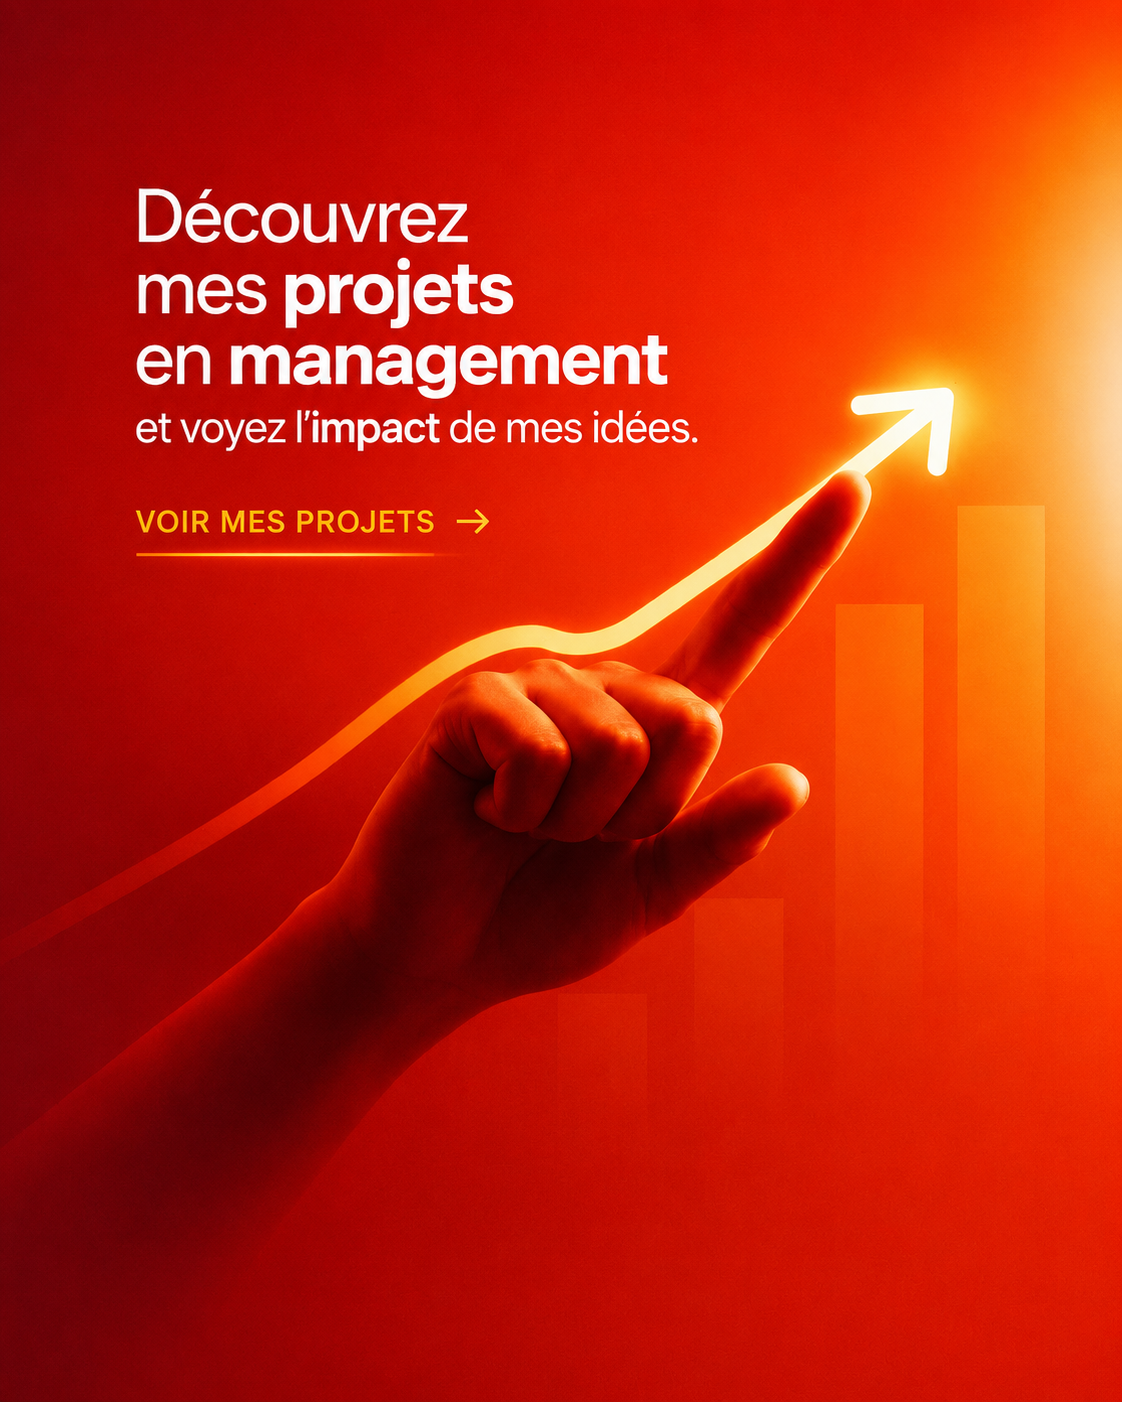 Découvrez
mes projets
en management
et voyez l'impact de mes idées.
VOIR MES PROJETS →